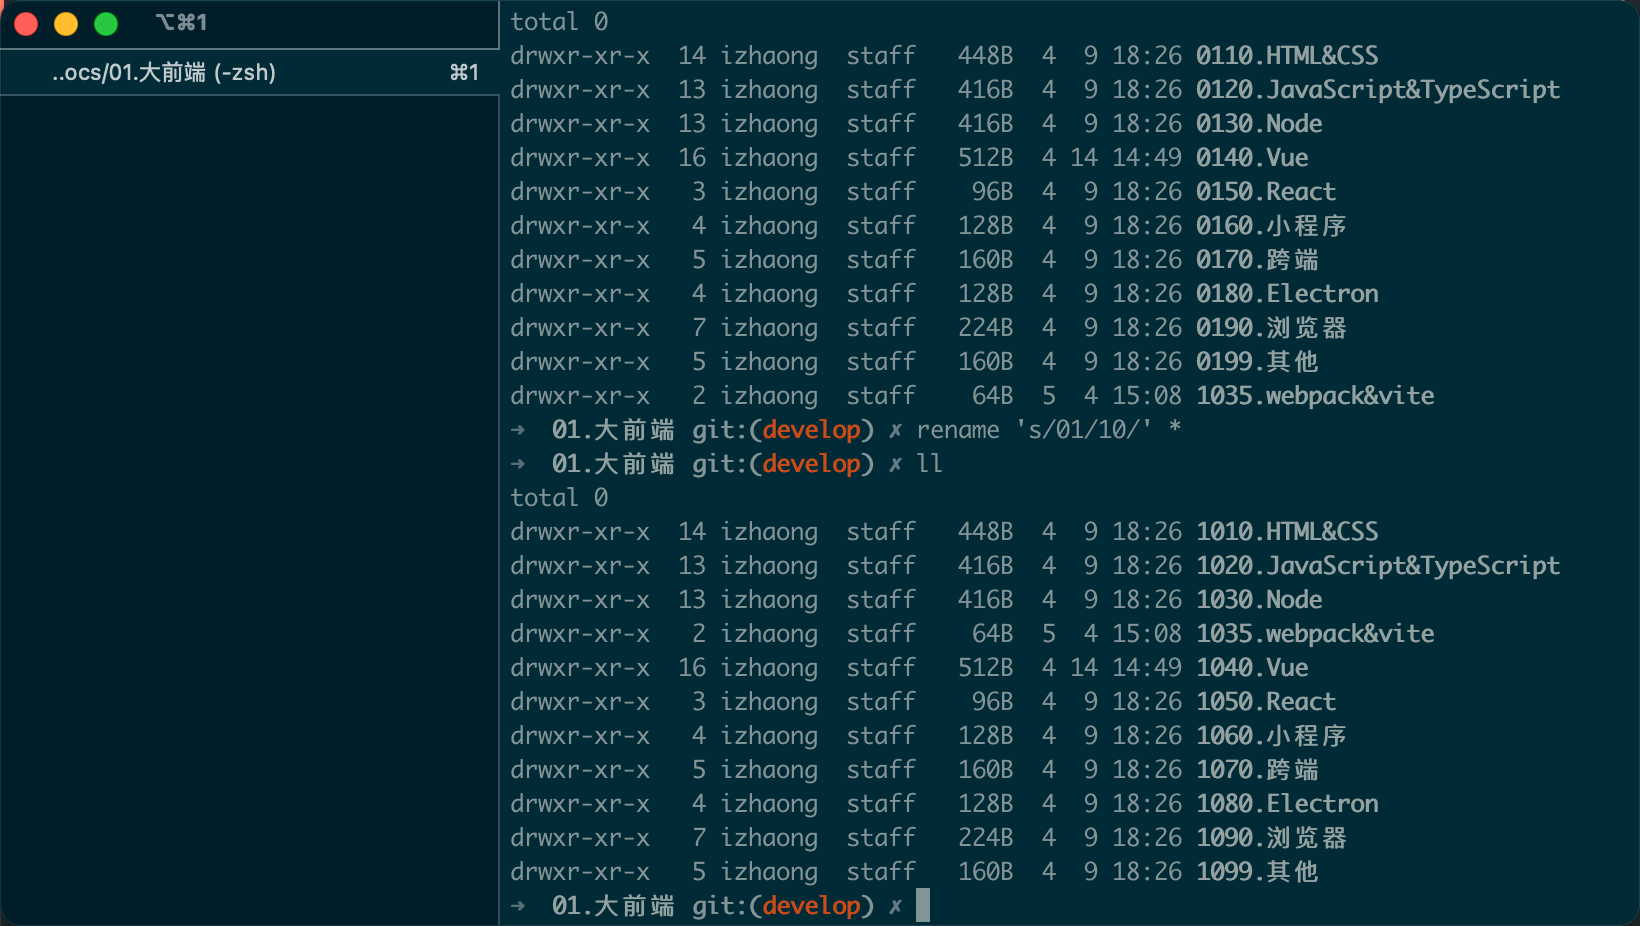 ⌥⌘1
..ocs/01.大前端 (-zsh) ⌘1
total 0
drwxr-xr-x  14 izhaong  staff   448B  4  9 18:26 0110.HTML&CSS
drwxr-xr-x  13 izhaong  staff   416B  4  9 18:26 0120.JavaScript&TypeScript
drwxr-xr-x  13 izhaong  staff   416B  4  9 18:26 0130.Node
drwxr-xr-x  16 izhaong  staff   512B  4 14 14:49 0140.Vue
drwxr-xr-x   3 izhaong  staff    96B  4  9 18:26 0150.React
drwxr-xr-x   4 izhaong  staff   128B  4  9 18:26 0160.小程序
drwxr-xr-x   5 izhaong  staff   160B  4  9 18:26 0170.跨端
drwxr-xr-x   4 izhaong  staff   128B  4  9 18:26 0180.Electron
drwxr-xr-x   7 izhaong  staff   224B  4  9 18:26 0190.浏览器
drwxr-xr-x   5 izhaong  staff   160B  4  9 18:26 0199.其他
drwxr-xr-x   2 izhaong  staff    64B  5  4 15:08 1035.webpack&vite
➜  01.大前端 git:(develop) ✗ rename 's/01/10/' *
➜  01.大前端 git:(develop) ✗ ll
total 0
drwxr-xr-x  14 izhaong  staff   448B  4  9 18:26 1010.HTML&CSS
drwxr-xr-x  13 izhaong  staff   416B  4  9 18:26 1020.JavaScript&TypeScript
drwxr-xr-x  13 izhaong  staff   416B  4  9 18:26 1030.Node
drwxr-xr-x   2 izhaong  staff    64B  5  4 15:08 1035.webpack&vite
drwxr-xr-x  16 izhaong  staff   512B  4 14 14:49 1040.Vue
drwxr-xr-x   3 izhaong  staff    96B  4  9 18:26 1050.React
drwxr-xr-x   4 izhaong  staff   128B  4  9 18:26 1060.小程序
drwxr-xr-x   5 izhaong  staff   160B  4  9 18:26 1070.跨端
drwxr-xr-x   4 izhaong  staff   128B  4  9 18:26 1080.Electron
drwxr-xr-x   7 izhaong  staff   224B  4  9 18:26 1090.浏览器
drwxr-xr-x   5 izhaong  staff   160B  4  9 18:26 1099.其他
➜  01.大前端 git:(develop) ✗